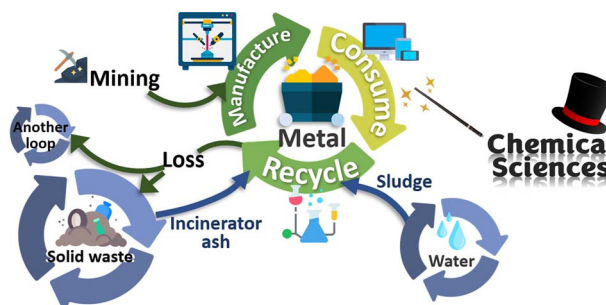 Mining
Manufacture
Consume
Metal
Recycle
Another
loop
Loss
Solid waste
Incinerator
ash
Sludge
Water
Chemical
Sciences